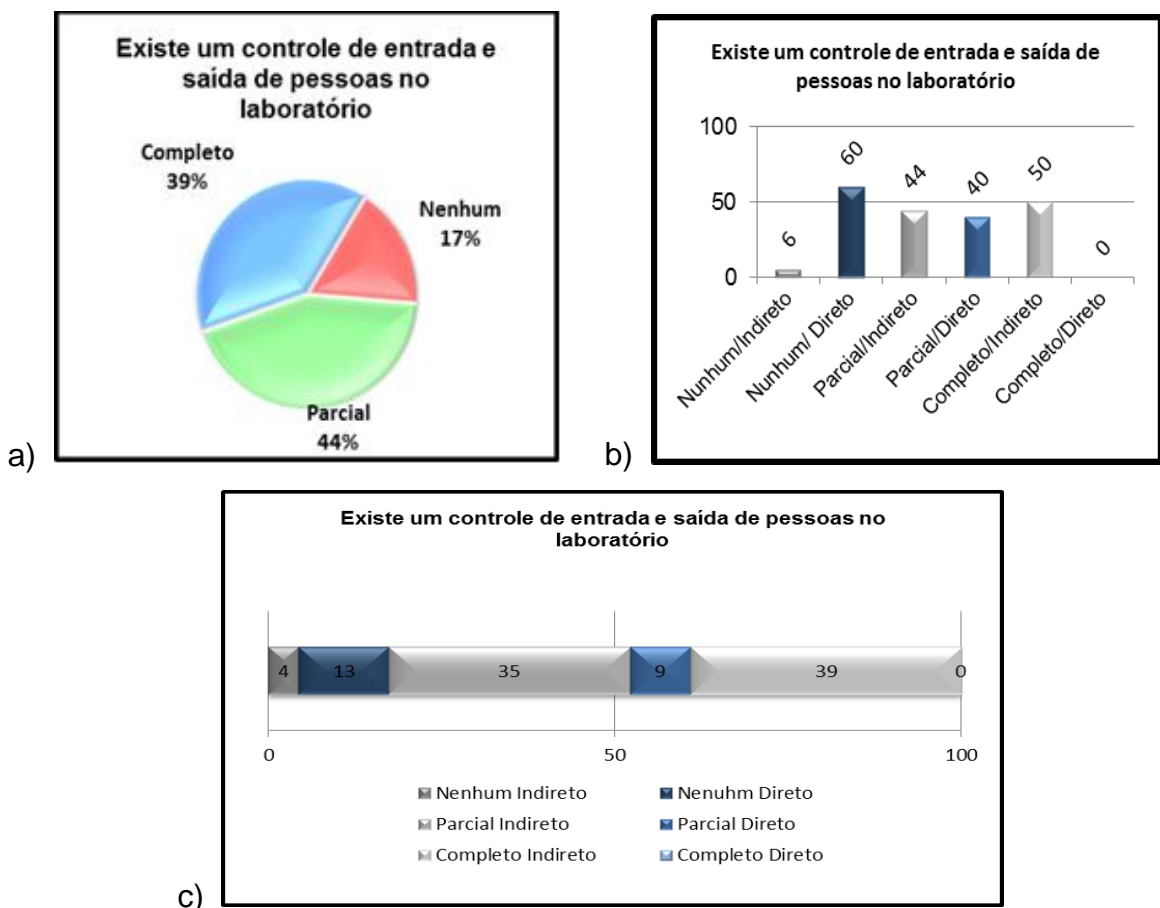 Existe um controle de entrada e
saída de pessoas no
laboratório
Completo
39%
Nenhum
17%
Parcial
44%
a)
Existe um controle de entrada e saída de
pessoas no laboratório
100
50
0
6
60
44
40
50
0
Nunhum/Indireto
Nunhum/ Direto
Parcial/Indireto
Parcial/Direto
Completo/Indireto
Completo/Direto
b)
Existe um controle de entrada e saída de pessoas no
laboratório
4 13 35 9 39 0
0 50 100
Nenhum Indireto Nenuhm Direto
Parcial Indireto Parcial Direto
Completo Indireto Completo Direto
c)